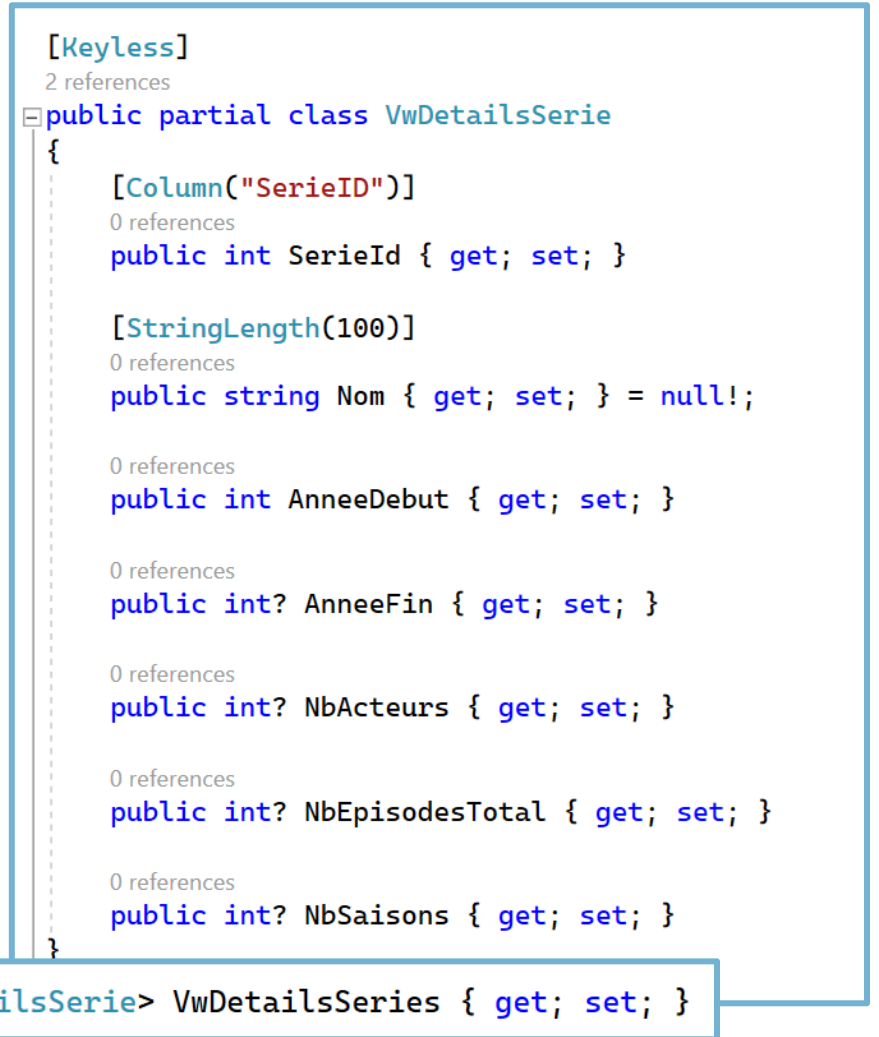 [Keyless]
2 references
public partial class VwDetailsSerie
{
[Column("SerieID")]
0 references
public int SerieId { get; set; }
[StringLength(100)]
0 references
public string Nom { get; set; } = null!;
0 references
public int AnneeDebut { get; set; }
0 references
public int? AnneeFin { get; set; }
0 references
public int? NbActeurs { get; set; }
0 references
public int? NbEpisodesTotal { get; set; }
0 references
public int? NbSaisons { get; set; }
}
ilsSerie> VwDetailsSeries { get; set; }